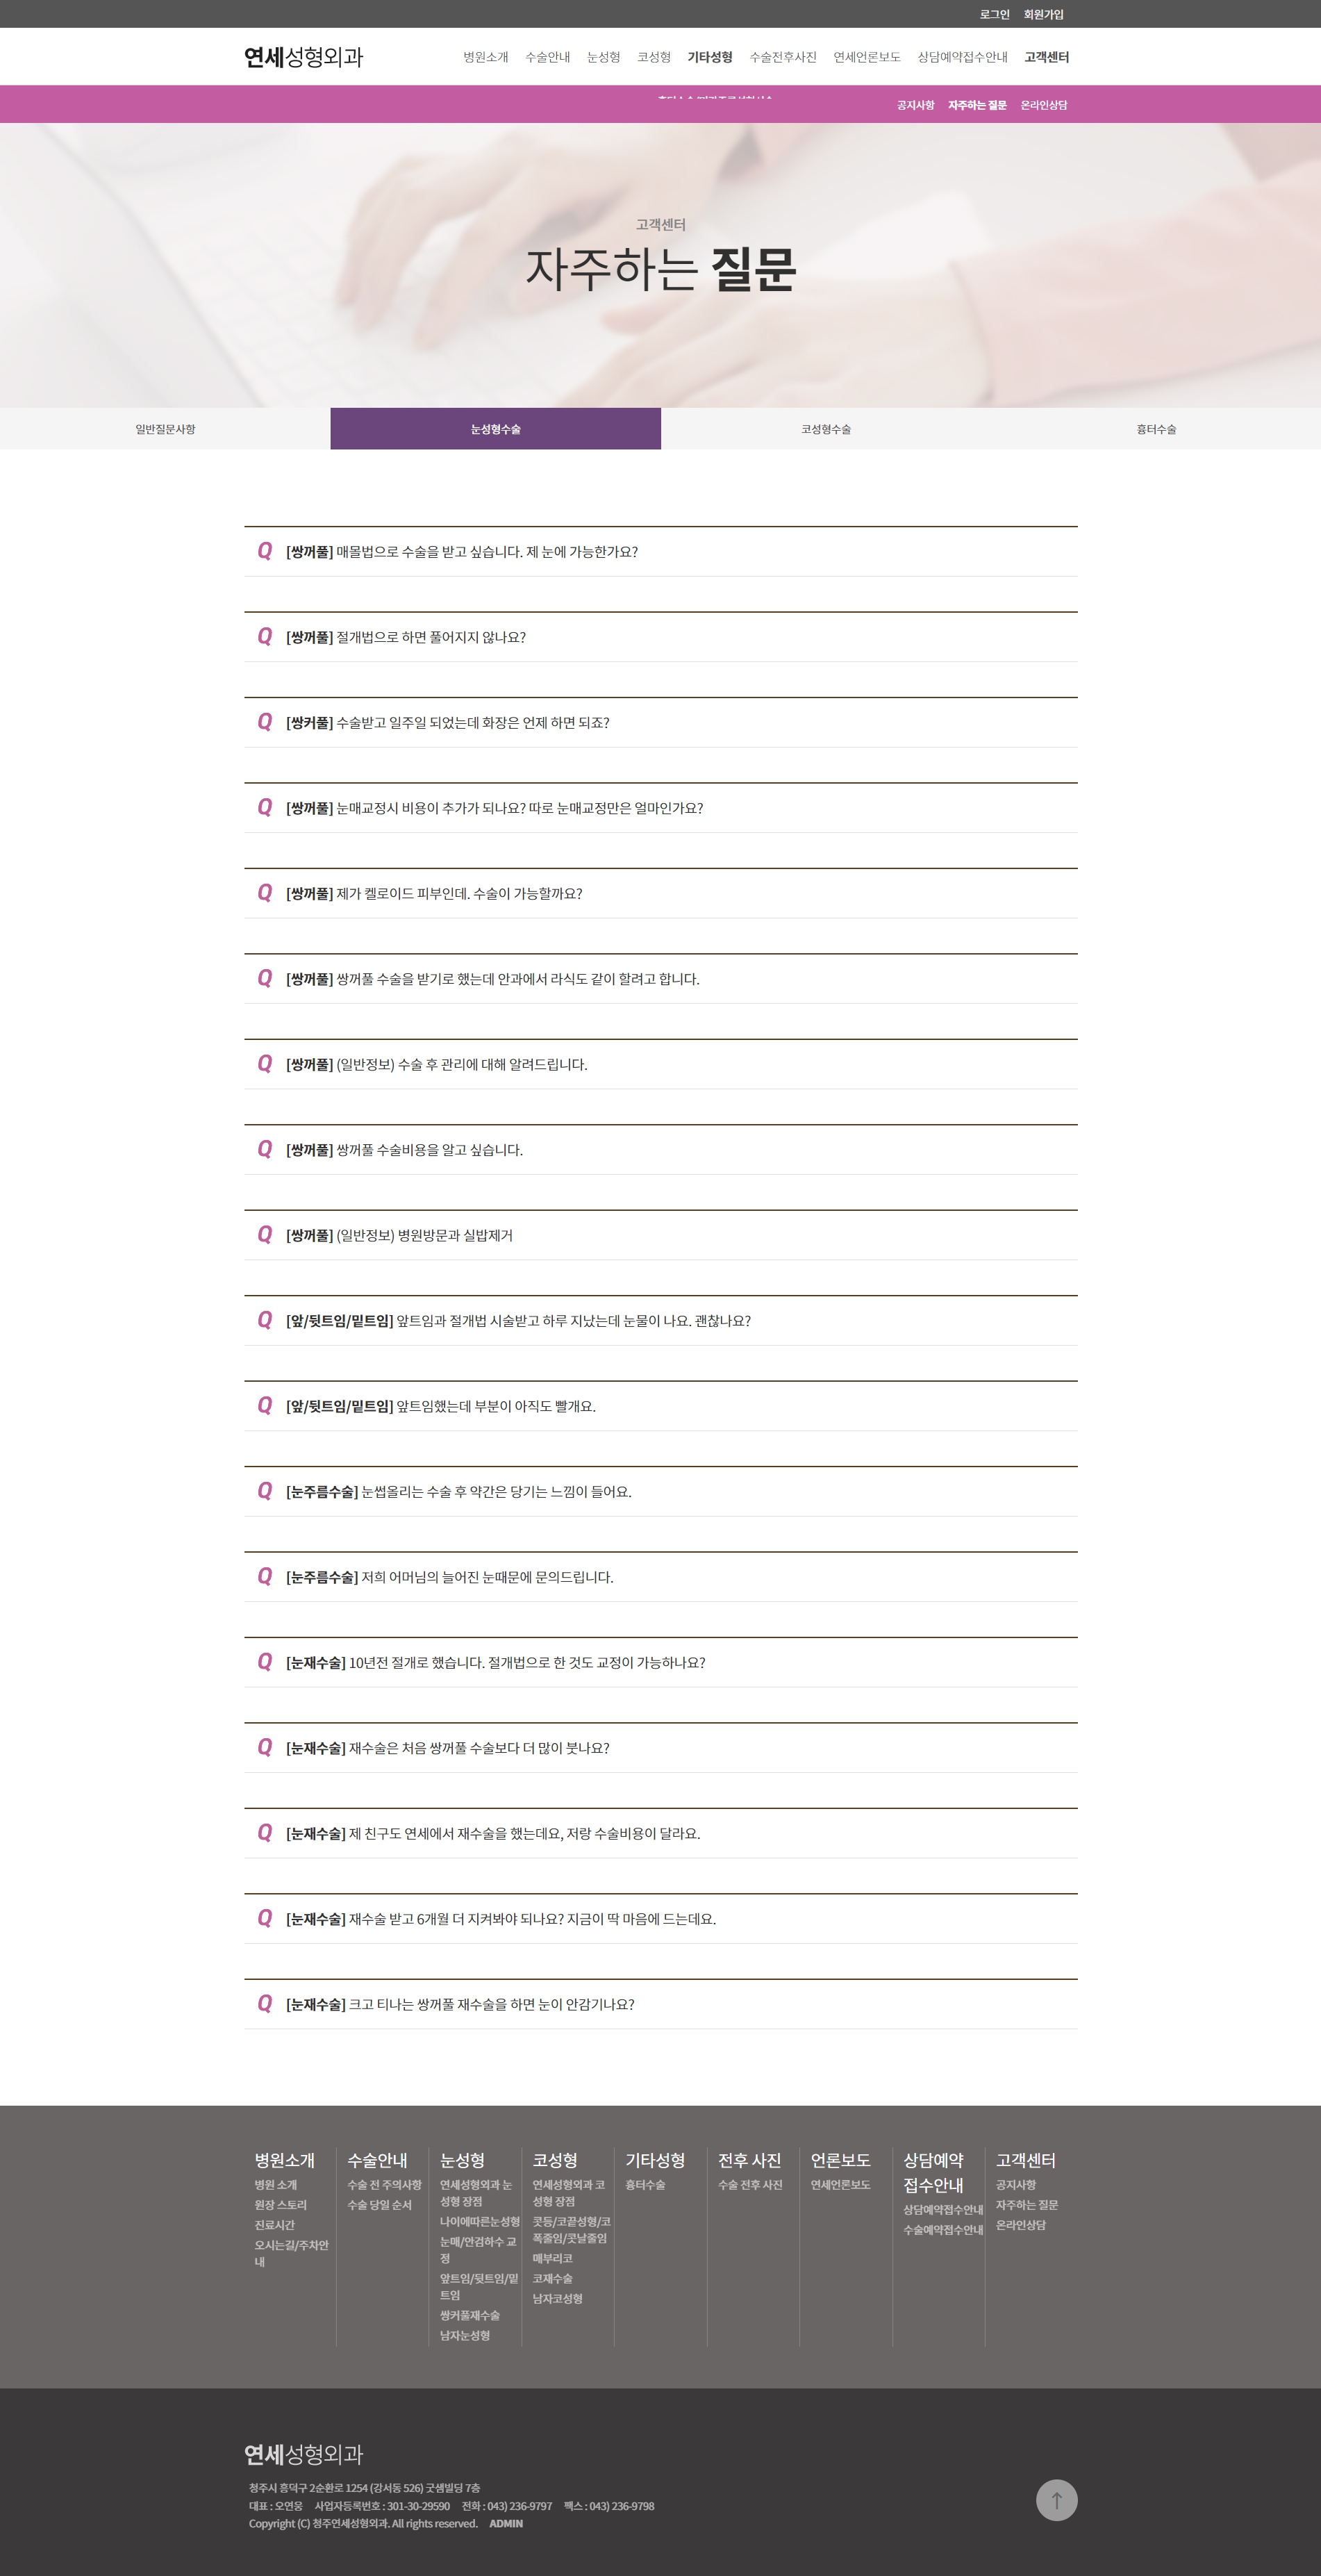 로그인 회원가입
연세성형외과
병원소개 수술안내 눈성형 코성형 기타성형 수술전후사진 연세언론보도 상담예약접수안내 고객센터
공지사항 자주하는 질문 온라인상담
고객센터
자주하는 질문
일반질문사항 눈성형수술 코성형수술 흉터수술
Q [쌍꺼풀] 매몰법으로 수술을 받고 싶습니다. 제 눈에 가능한가요?
Q [쌍꺼풀] 절개법으로 하면 풀어지지 않나요?
Q [쌍커풀] 수술받고 일주일 되었는데 화장은 언제 하면 되죠?
Q [쌍꺼풀] 눈매교정시 비용이 추가가 되나요? 따로 눈매교정만은 얼마인가요?
Q [쌍꺼풀] 제가 켈로이드 피부인데. 수술이 가능할까요?
Q [쌍꺼풀] 쌍꺼풀 수술을 받기로 했는데 안과에서 라식도 같이 할려고 합니다.
Q [쌍꺼풀] (일반정보) 수술 후 관리에 대해 알려드립니다.
Q [쌍꺼풀] 쌍꺼풀 수술비용을 알고 싶습니다.
Q [쌍꺼풀] (일반정보) 병원방문과 실밥제거
Q [앞/뒷트임/밑트임] 앞트임과 절개법 시술받고 하루 지났는데 눈물이 나요. 괜찮나요?
Q [앞/뒷트임/밑트임] 앞트임했는데 부분이 아직도 빨개요.
Q [눈주름수술] 눈썹올리는 수술 후 약간은 당기는 느낌이 들어요.
Q [눈주름수술] 저희 어머님의 늘어진 눈때문에 문의드립니다.
Q [눈재수술] 10년전 절개로 했습니다. 절개법으로 한 것도 교정이 가능하나요?
Q [눈재수술] 재수술은 처음 쌍꺼풀 수술보다 더 많이 붓나요?
Q [눈재수술] 제 친구도 연세에서 재수술을 했는데요, 저랑 수술비용이 달라요.
Q [눈재수술] 재수술 받고 6개월 더 지켜봐야 되나요? 지금이 딱 마음에 드는데요.
Q [눈재수술] 크고 티나는 쌍꺼풀 재수술을 하면 눈이 안감기나요?
병원소개
병원 소개
원장 스토리
진료시간
오시는길/주차안
내
수술안내
수술 전 주의사항
수술 당일 순서
눈성형
연세성형외과 눈
성형 장점
나이에따른눈성형
눈매/안검하수 교
정
앞트임/뒷트임/밑
트임
쌍커풀재수술
남자눈성형
코성형
연세성형외과 코
성형 장점
콧등/코끝성형/코
폭줄임/콧날줄임
매부리코
코재수술
남자코성형
기타성형
흉터수술
전후 사진
수술 전후 사진
언론보도
연세언론보도
상담예약
접수안내
상담예약접수안내
수술예약접수안내
고객센터
공지사항
자주하는 질문
온라인상담
연세성형외과
청주시 흥덕구 2순환로 1254 (강서동 526) 굿샘빌딩 7층
대표 : 오연웅 사업자등록번호 : 301-30-29590 전화 : 043) 236-9797 팩스 : 043) 236-9798
Copyright (C) 청주연세성형외과. All rights reserved. ADMIN